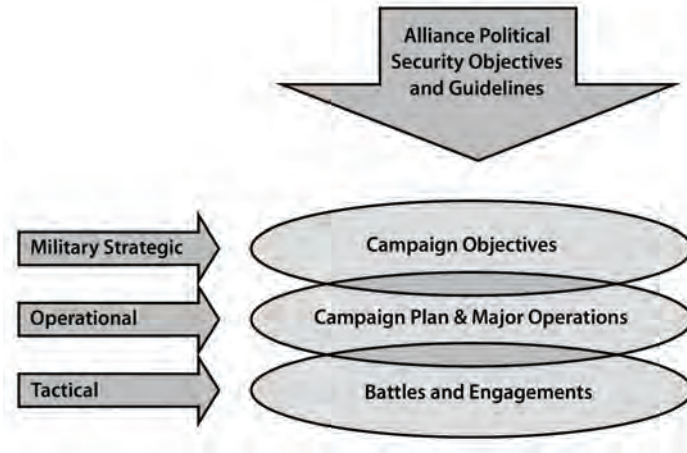 Alliance Political
Security Objectives
and Guidelines
Military Strategic
Campaign Objectives
Operational
Campaign Plan & Major Operations
Tactical
Battles and Engagements